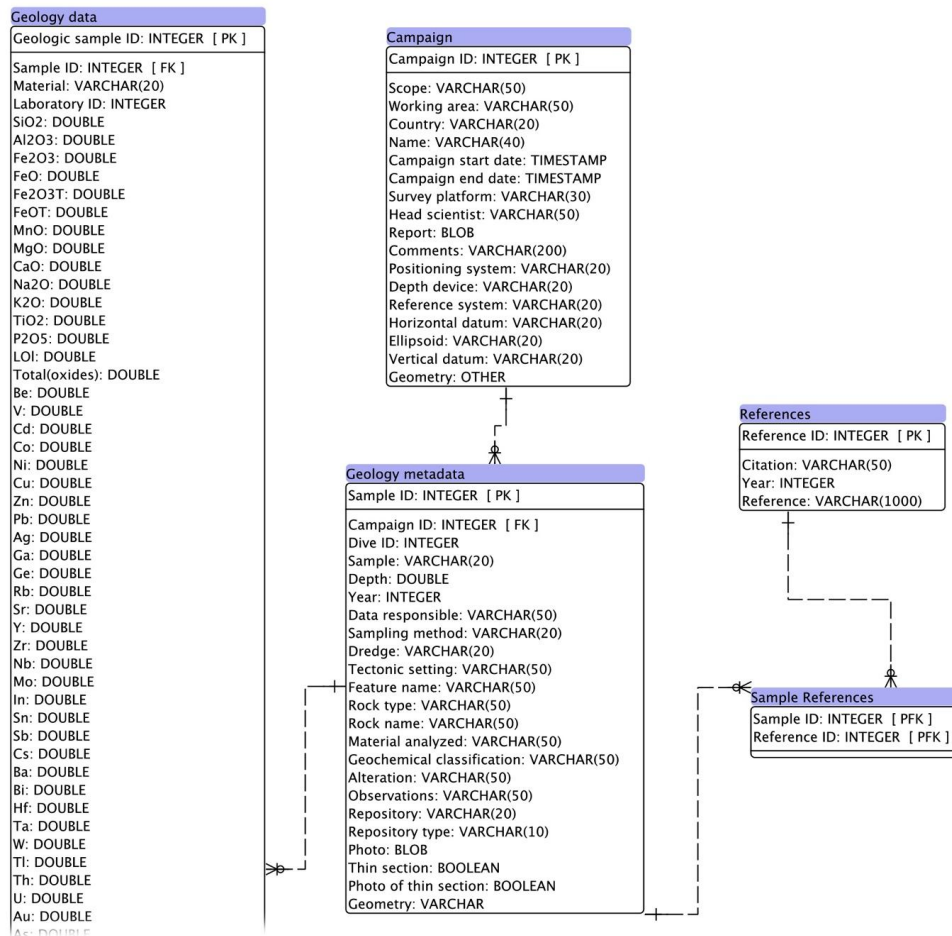 Geology data
Geologic sample ID: INTEGER [ PK ]
Sample ID: INTEGER [ FK ]
Material: VARCHAR(20)
Laboratory ID: INTEGER
SiO2: DOUBLE
Al2O3: DOUBLE
Fe2O3: DOUBLE
FeO: DOUBLE
Fe2O3T: DOUBLE
FeOT: DOUBLE
MnO: DOUBLE
MgO: DOUBLE
CaO: DOUBLE
Na2O: DOUBLE
K2O: DOUBLE
TiO2: DOUBLE
P2O5: DOUBLE
LOI: DOUBLE
Total(oxides): DOUBLE
Be: DOUBLE
V: DOUBLE
Cd: DOUBLE
Co: DOUBLE
Ni: DOUBLE
Cu: DOUBLE
Zn: DOUBLE
Pb: DOUBLE
Ag: DOUBLE
Ga: DOUBLE
Ge: DOUBLE
Rb: DOUBLE
Sr: DOUBLE
Y: DOUBLE
Zr: DOUBLE
Nb: DOUBLE
Mo: DOUBLE
In: DOUBLE
Sn: DOUBLE
Sb: DOUBLE
Cs: DOUBLE
Ba: DOUBLE
Bi: DOUBLE
Hf: DOUBLE
Ta: DOUBLE
W: DOUBLE
Tl: DOUBLE
Th: DOUBLE
U: DOUBLE
Au: DOUBLE
As: DOUBLE
Campaign
Campaign ID: INTEGER [ PK ]
Scope: VARCHAR(50)
Working area: VARCHAR(50)
Country: VARCHAR(20)
Name: VARCHAR(40)
Campaign start date: TIMESTAMP
Campaign end date: TIMESTAMP
Survey platform: VARCHAR(30)
Head scientist: VARCHAR(50)
Report: BLOB
Comments: VARCHAR(200)
Positioning system: VARCHAR(20)
Depth device: VARCHAR(20)
Reference system: VARCHAR(20)
Horizontal datum: VARCHAR(20)
Ellipsoid: VARCHAR(20)
Vertical datum: VARCHAR(20)
Geometry: OTHER
Geology metadata
Sample ID: INTEGER [ PK ]
Campaign ID: INTEGER [ FK ]
Dive ID: INTEGER
Sample: VARCHAR(20)
Depth: DOUBLE
Year: INTEGER
Data responsible: VARCHAR(50)
Sampling method: VARCHAR(20)
Dredge: VARCHAR(20)
Tectonic setting: VARCHAR(50)
Feature name: VARCHAR(50)
Rock type: VARCHAR(50)
Rock name: VARCHAR(50)
Material analyzed: VARCHAR(50)
Geochemical classification: VARCHAR(50)
Alteration: VARCHAR(50)
Observations: VARCHAR(50)
Repository: VARCHAR(20)
Repository type: VARCHAR(10)
Photo: BLOB
Thin section: BOOLEAN
Photo of thin section: BOOLEAN
Geometry: VARCHAR
References
Reference ID: INTEGER [ PK ]
Citation: VARCHAR(50)
Year: INTEGER
Reference: VARCHAR(1000)
Sample References
Sample ID: INTEGER [ PFK ]
Reference ID: INTEGER [ PFK ]